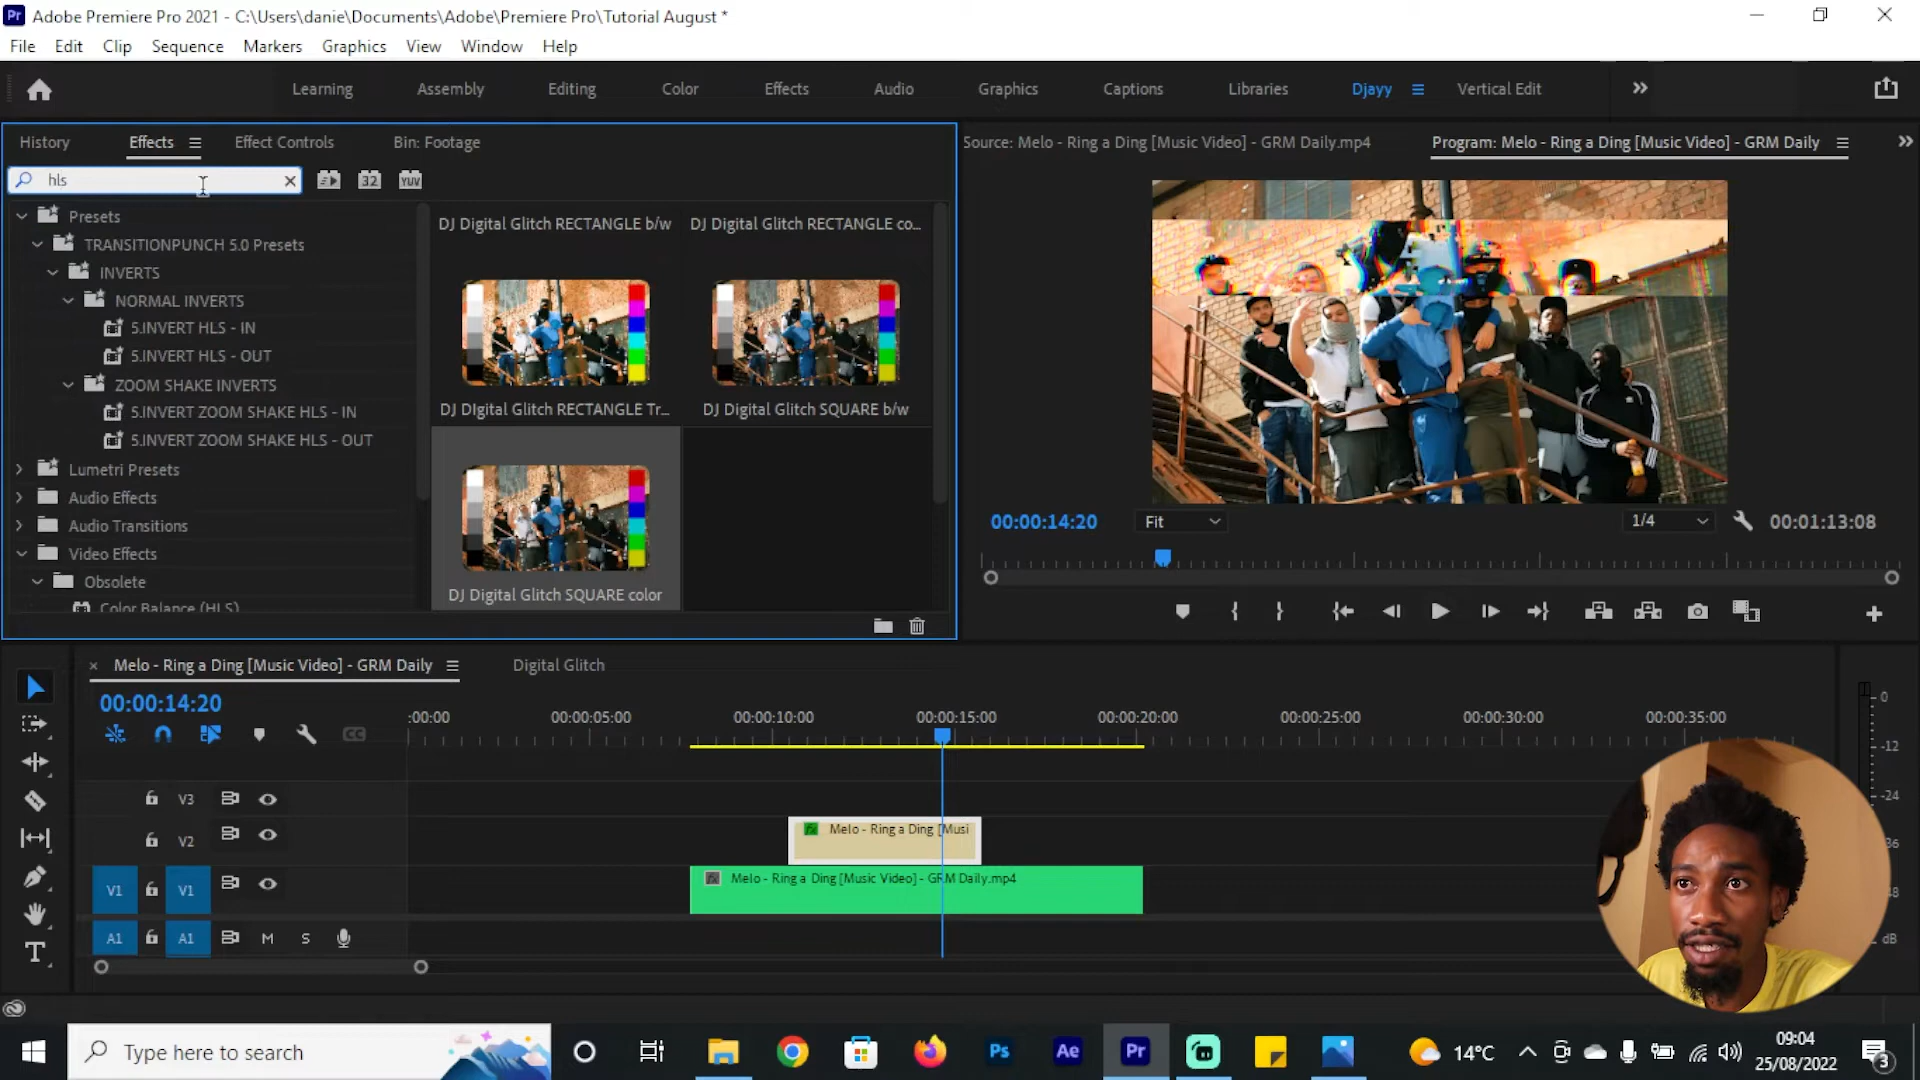 Pr Adobe Premiere Pro 2021 - C:\Users\danie\Documents\Adobe\Premiere Pro\Tutorial August *
File Edit Clip Sequence Markers Graphics View Window Help
Learning Assembly Editing Color Effects Audio Graphics Captions Libraries Djayy Vertical Edit
History Effects Effect Controls Bin: Footage
Source: Melo - Ring a Ding [Music Video] - GRM Daily.mp4 Program: Melo - Ring a Ding [Music Video] - GRM Daily
hls 32 YUV
Presets
TRANSITIONPUNCH 5.0 Presets
INVERTS
NORMAL INVERTS
5.INVERT HLS - IN
5.INVERT HLS - OUT
ZOOM SHAKE INVERTS
5.INVERT ZOOM SHAKE HLS - IN
5.INVERT ZOOM SHAKE HLS - OUT
Lumetri Presets
Audio Effects
Audio Transitions
Video Effects
Obsolete
Color Balance (HLS)
DJ Digital Glitch RECTANGLE b/w DJ Digital Glitch RECTANGLE co...
DJ DIgital Glitch RECTANGLE Tr... DJ Digital Glitch SQUARE b/w
DJ Digital Glitch SQUARE color
00:00:14:20 Fit 1/4 00:01:13:08
× Melo - Ring a Ding [Music Video] - GRM Daily Digital Glitch
00:00:14:20
CC
:00:00 00:00:05:00 00:00:10:00 00:00:15:00 00:00:20:00 00:00:25:00 00:00:30:00 00:00:35:00
V3
V2
fx Melo - Ring a Ding [Musi
V1 V1
fx Melo - Ring a Ding [Music Video] - GRM Daily.mp4
A1 A1 M S
0
-12
-24
36
48
dB
Type here to search
Ps Ae Pr
14°C
09:04
25/08/2022
3